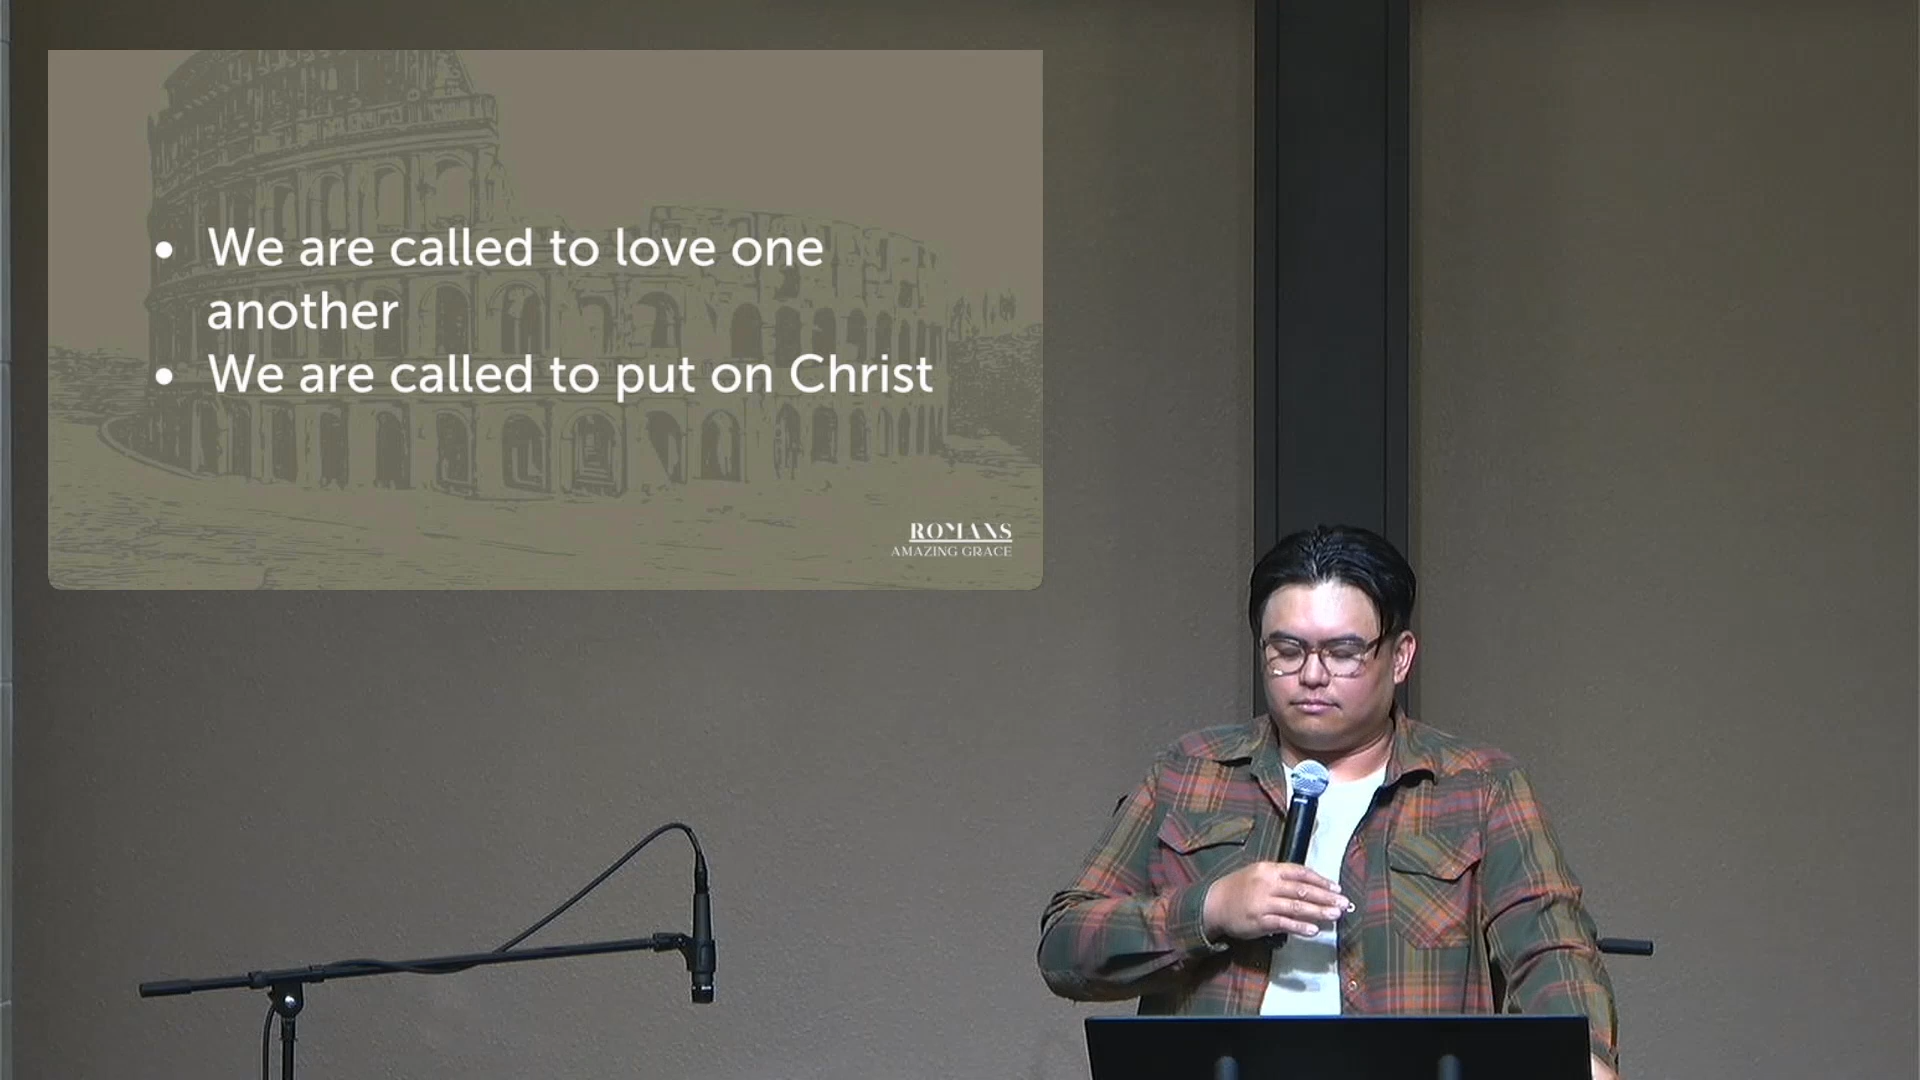 • We are called to love one
another
• We are called to put on Christ
ROMANS
AMAZING GRACE